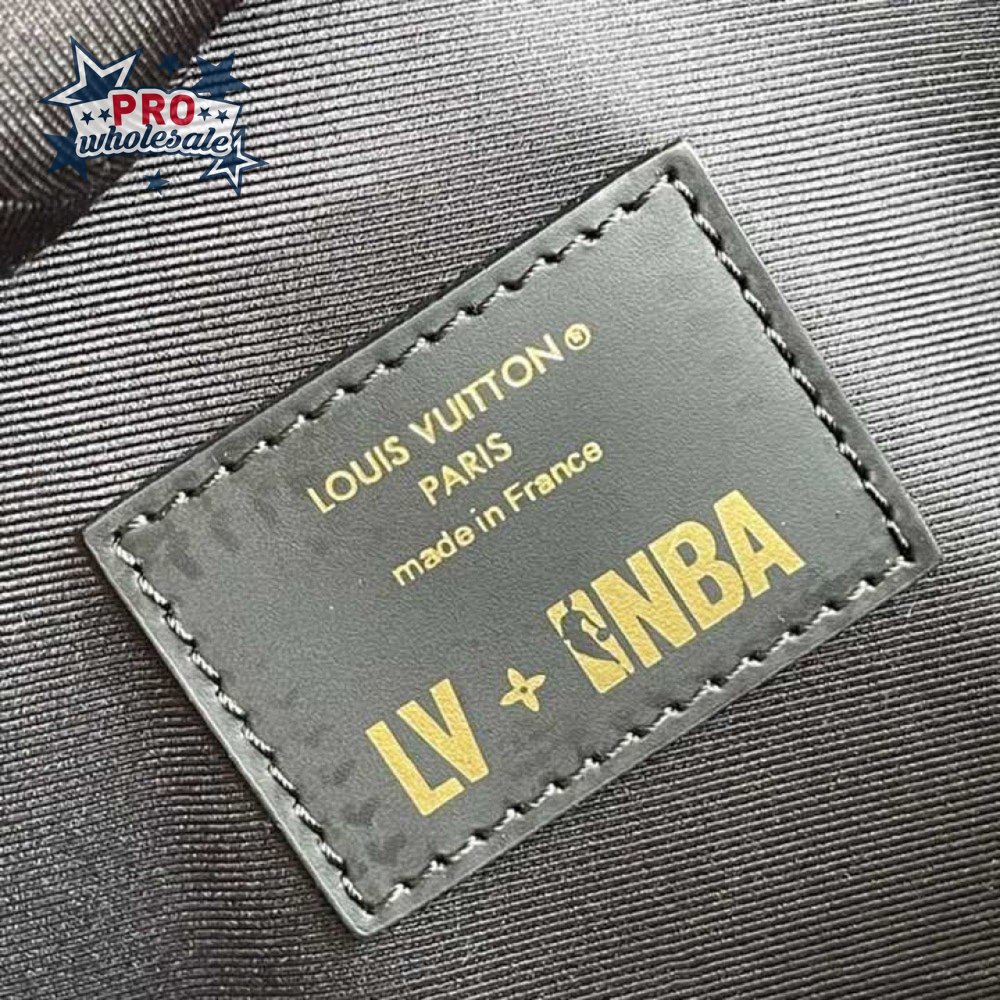 PRO
wholesale
LOUIS VUITTON®
PARIS
made in France
LV + NBA